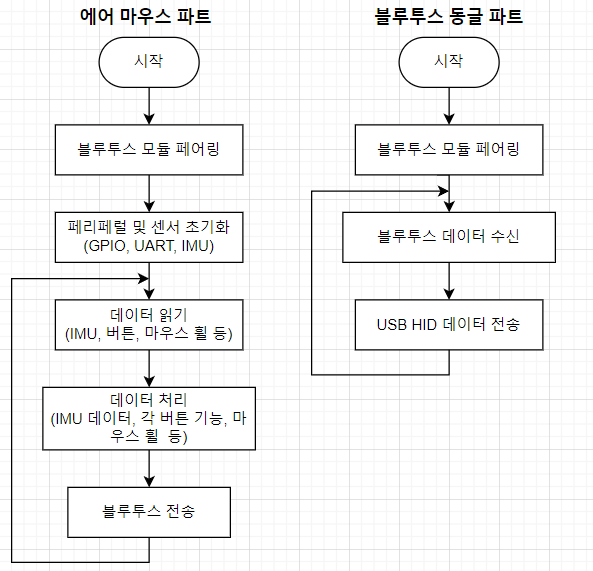 에어 마우스 파트
시작
블루투스 모듈 페어링
페리페럴 및 센서 초기화
(GPIO, UART, IMU)
데이터 읽기
(IMU, 버튼, 마우스 휠 등)
데이터 처리
(IMU 데이터, 각 버튼 기능, 마
우스 휠 등)
블루투스 전송
블루투스 동글 파트
시작
블루투스 모듈 페어링
블루투스 데이터 수신
USB HID 데이터 전송